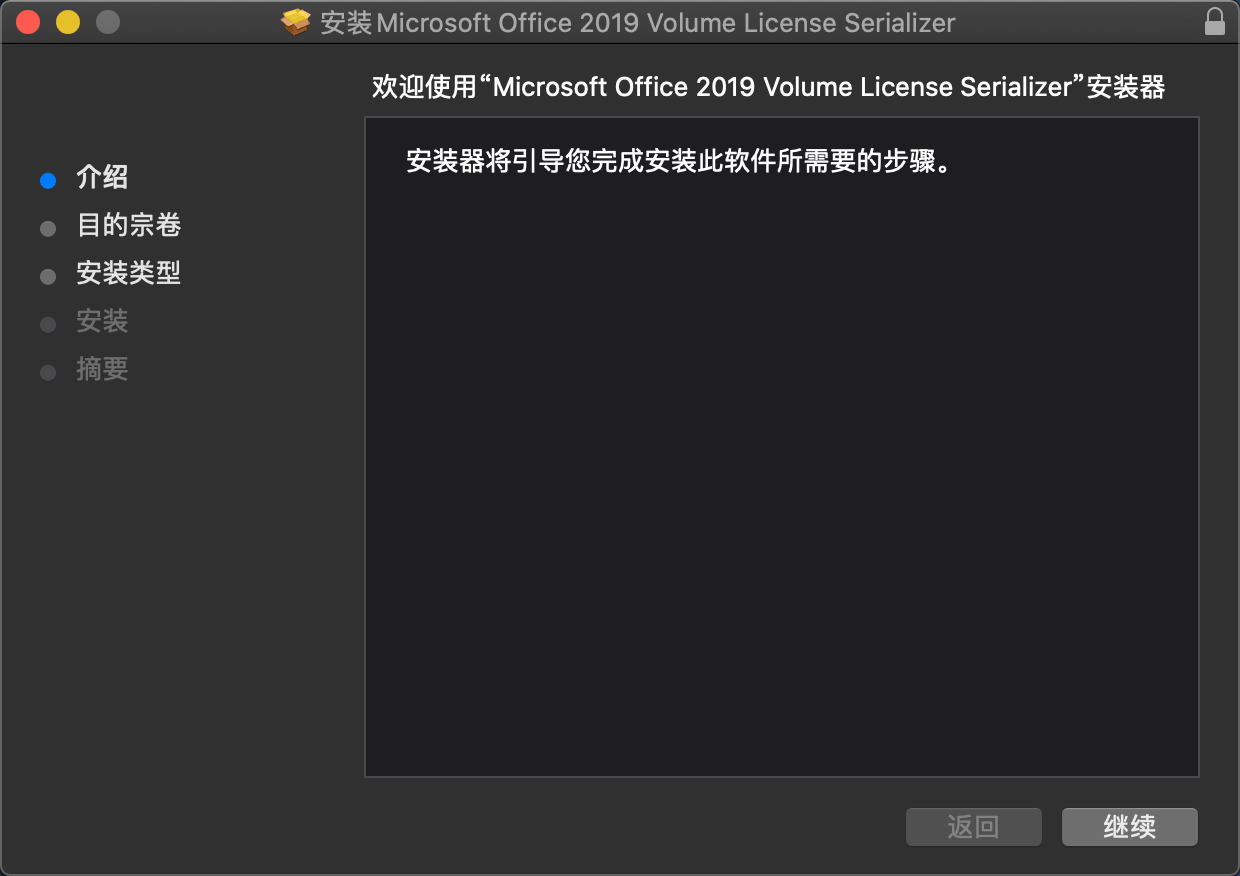 安装Microsoft Office 2019 Volume License Serializer
欢迎使用“Microsoft Office 2019 Volume License Serializer”安装器
安装器将引导您完成安装此软件所需要的步骤。
介绍
目的宗卷
安装类型
安装
摘要
返回
继续